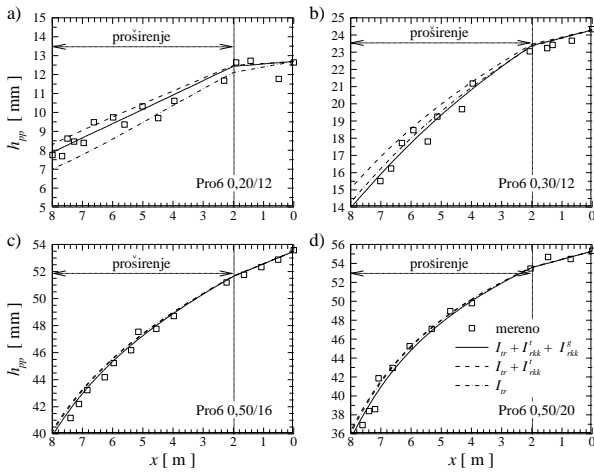 a)
13
12
11
10
9
8
7
6
5
h_pp [ mm ]
proširenje
Pro6 0,20/12
8 7 6 5 4 3 2 1 0
b)
25
24
23
22
21
20
19
18
17
16
15
14
proširenje
Pro6 0,30/12
8 7 6 5 4 3 2 1 0
c)
54
52
50
48
46
44
42
40
h_pp [ mm ]
proširenje
Pro6 0,50/16
8 7 6 5 4 3 2 1 0
x [ m ]
d)
56
54
52
50
48
46
44
42
40
38
36
proširenje
mereno
I_tr + I^t_rkk + I^g_rkk
I_tr + I^t_rkk
I_tr
Pro6 0,50/20
8 7 6 5 4 3 2 1 0
x [ m ]